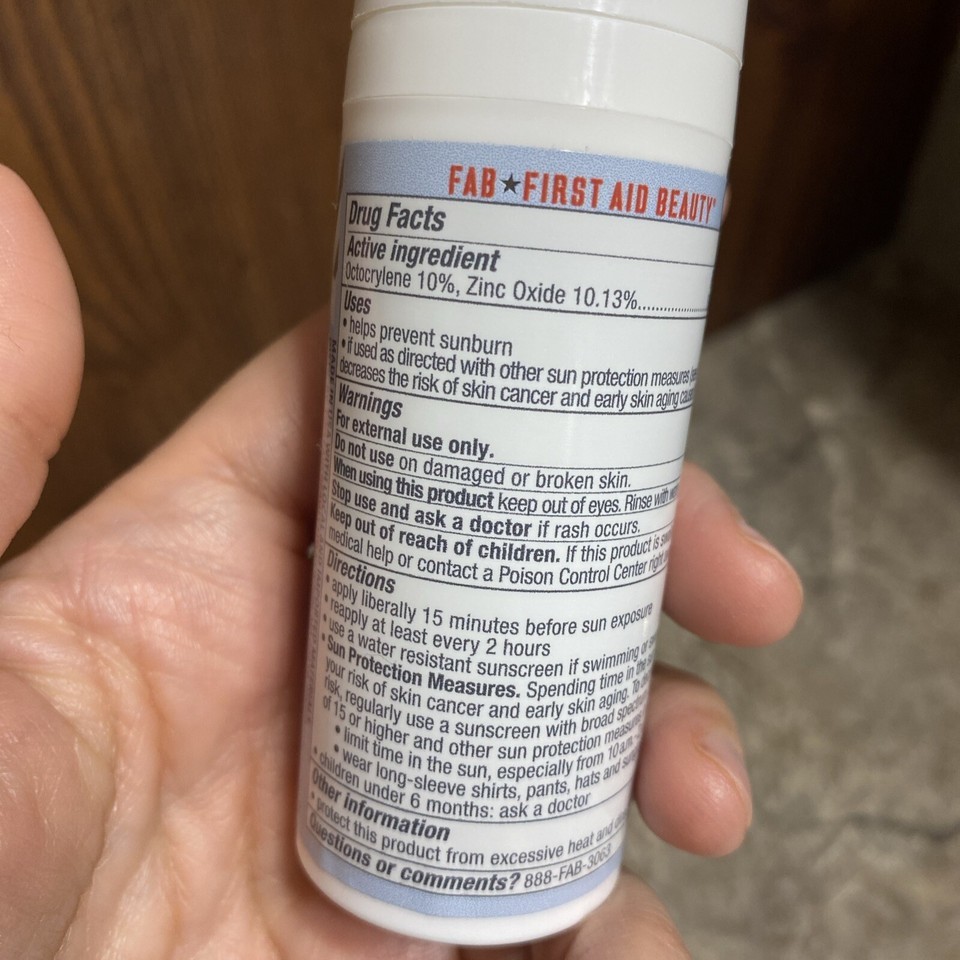 FAB★FIRST AID BEAUTY
Drug Facts
Active ingredient
Octocrylene 10%, Zinc Oxide 10.13%....................
Uses
• helps prevent sunburn
• if used as directed with other sun protection measures
decreases the risk of skin cancer and early skin aging
Warnings
For external use only.
Do not use on damaged or broken skin.
When using this product keep out of eyes. Rinse with
Stop use and ask a doctor if rash occurs.
Keep out of reach of children. If this product is
medical help or contact a Poison Control Center right
Directions
• apply liberally 15 minutes before sun exposure
• reapply at least every 2 hours
• use a water resistant sunscreen if swimming or
• Sun Protection Measures. Spending time in the
your risk of skin cancer and early skin aging. To
risk, regularly use a sunscreen with broad
of 15 or higher and other sun protection measures
• limit time in the sun, especially from 10 a.m.
• wear long-sleeve shirts, pants, hats and
• children under 6 months: ask a doctor
Other information
• protect this product from excessive heat and
Questions or comments? 888-FAB-3063